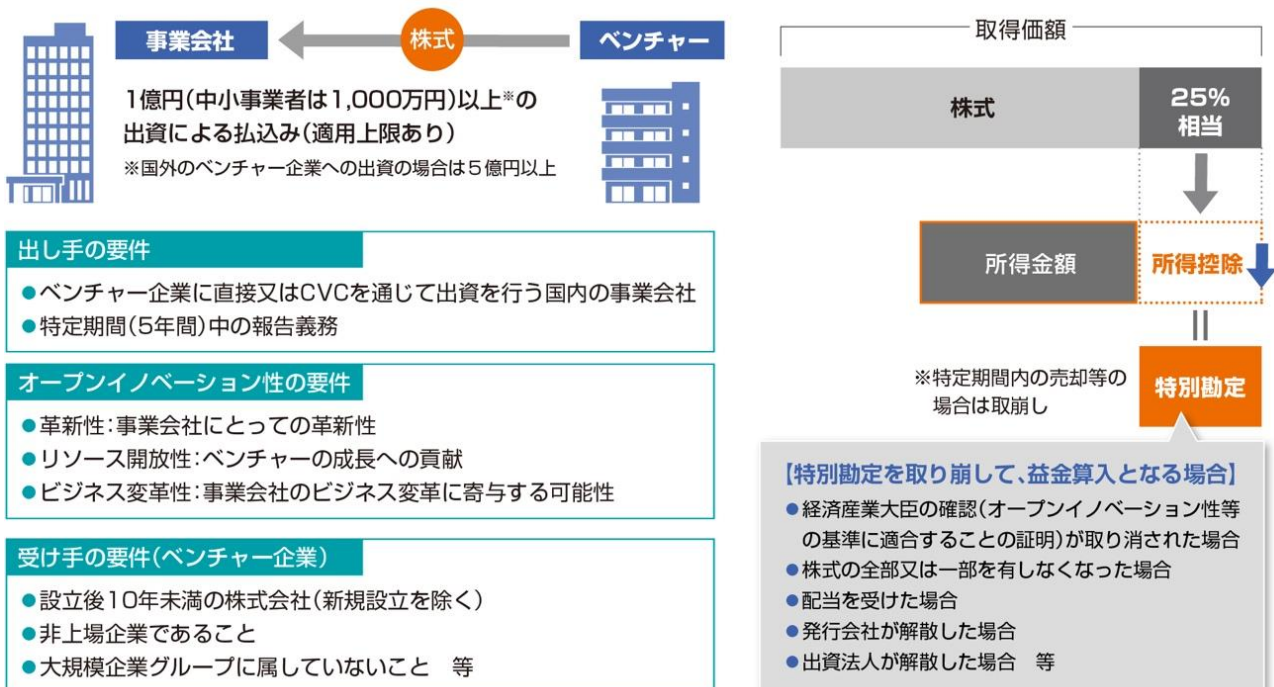 事業会社
株式
ベンチャー
1億円(中小事業者は1,000万円)以上※の
出資による払込み(適用上限あり)
※国外のベンチャー企業への出資の場合は5億円以上
出し手の要件
●ベンチャー企業に直接又はCVCを通じて出資を行う国内の事業会社
●特定期間(5年間)中の報告義務
オープンイノベーション性の要件
●革新性:事業会社にとっての革新性
●リソース開放性:ベンチャーの成長への貢献
●ビジネス変革性:事業会社のビジネス変革に寄与する可能性
受け手の要件(ベンチャー企業)
●設立後10年未満の株式会社(新規設立を除く)
●非上場企業であること
●大規模企業グループに属していないこと 等
取得価額
株式
25%
相当
所得金額
所得控除
※特定期間内の売却等の
場合は取崩し
特別勘定
【特別勘定を取り崩して、益金算入となる場合】
●経済産業大臣の確認(オープンイノベーション性等
の基準に適合することの証明)が取り消された場合
●株式の全部又は一部を有しなくなった場合
●配当を受けた場合
●発行会社が解散した場合
●出資法人が解散した場合 等